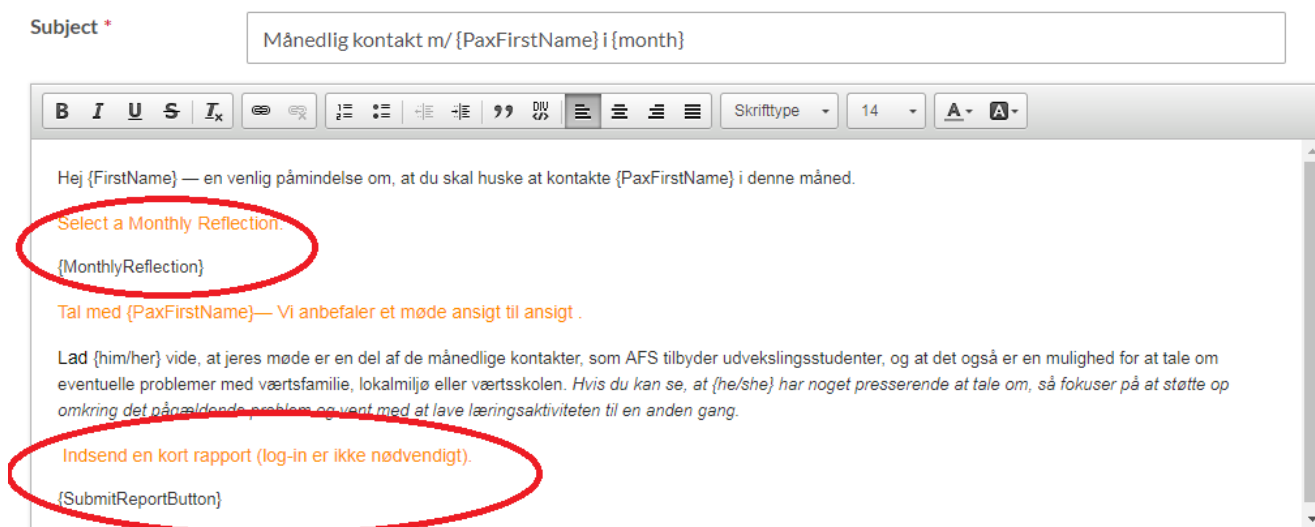 Subject *
Månedlig kontakt m/ {PaxFirstName} i {month}
B I U S Ix DIV Skrifttype 14 A A
Hej {FirstName} — en venlig påmindelse om, at du skal huske at kontakte {PaxFirstName} i denne måned.
Select a Monthly Reflection.
{MonthlyReflection}
Tal med {PaxFirstName}— Vi anbefaler et møde ansigt til ansigt .
Lad {him/her} vide, at jeres møde er en del af de månedlige kontakter, som AFS tilbyder udvekslingsstudenter, og at det også er en mulighed for at tale om
eventuelle problemer med værtsfamilie, lokalmiljø eller værtsskolen. Hvis du kan se, at {he/she} har noget presserende at tale om, så fokuser på at støtte op
omkring det pågældende problem og vent med at lave læringsaktiviteten til en anden gang.
Indsend en kort rapport (log-in er ikke nødvendigt).
{SubmitReportButton}